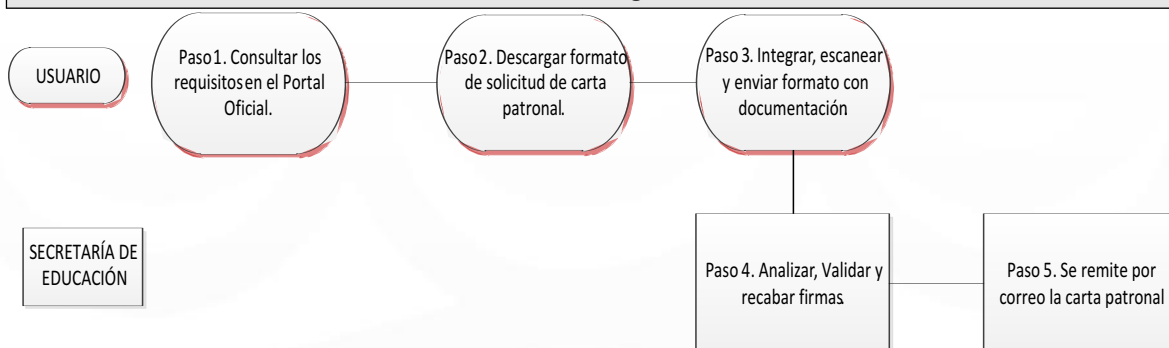 USUARIO
Paso 1. Consultar los
requisitos en el Portal
Oficial.
Paso 2. Descargar formato
de solicitud de carta
patronal.
Paso 3. Integrar, escanear
y enviar formato con
documentación
SECRETARÍA DE
EDUCACIÓN
Paso 4. Analizar, Validar y
recabar firmas.
Paso 5. Se remite por
correo la carta patronal